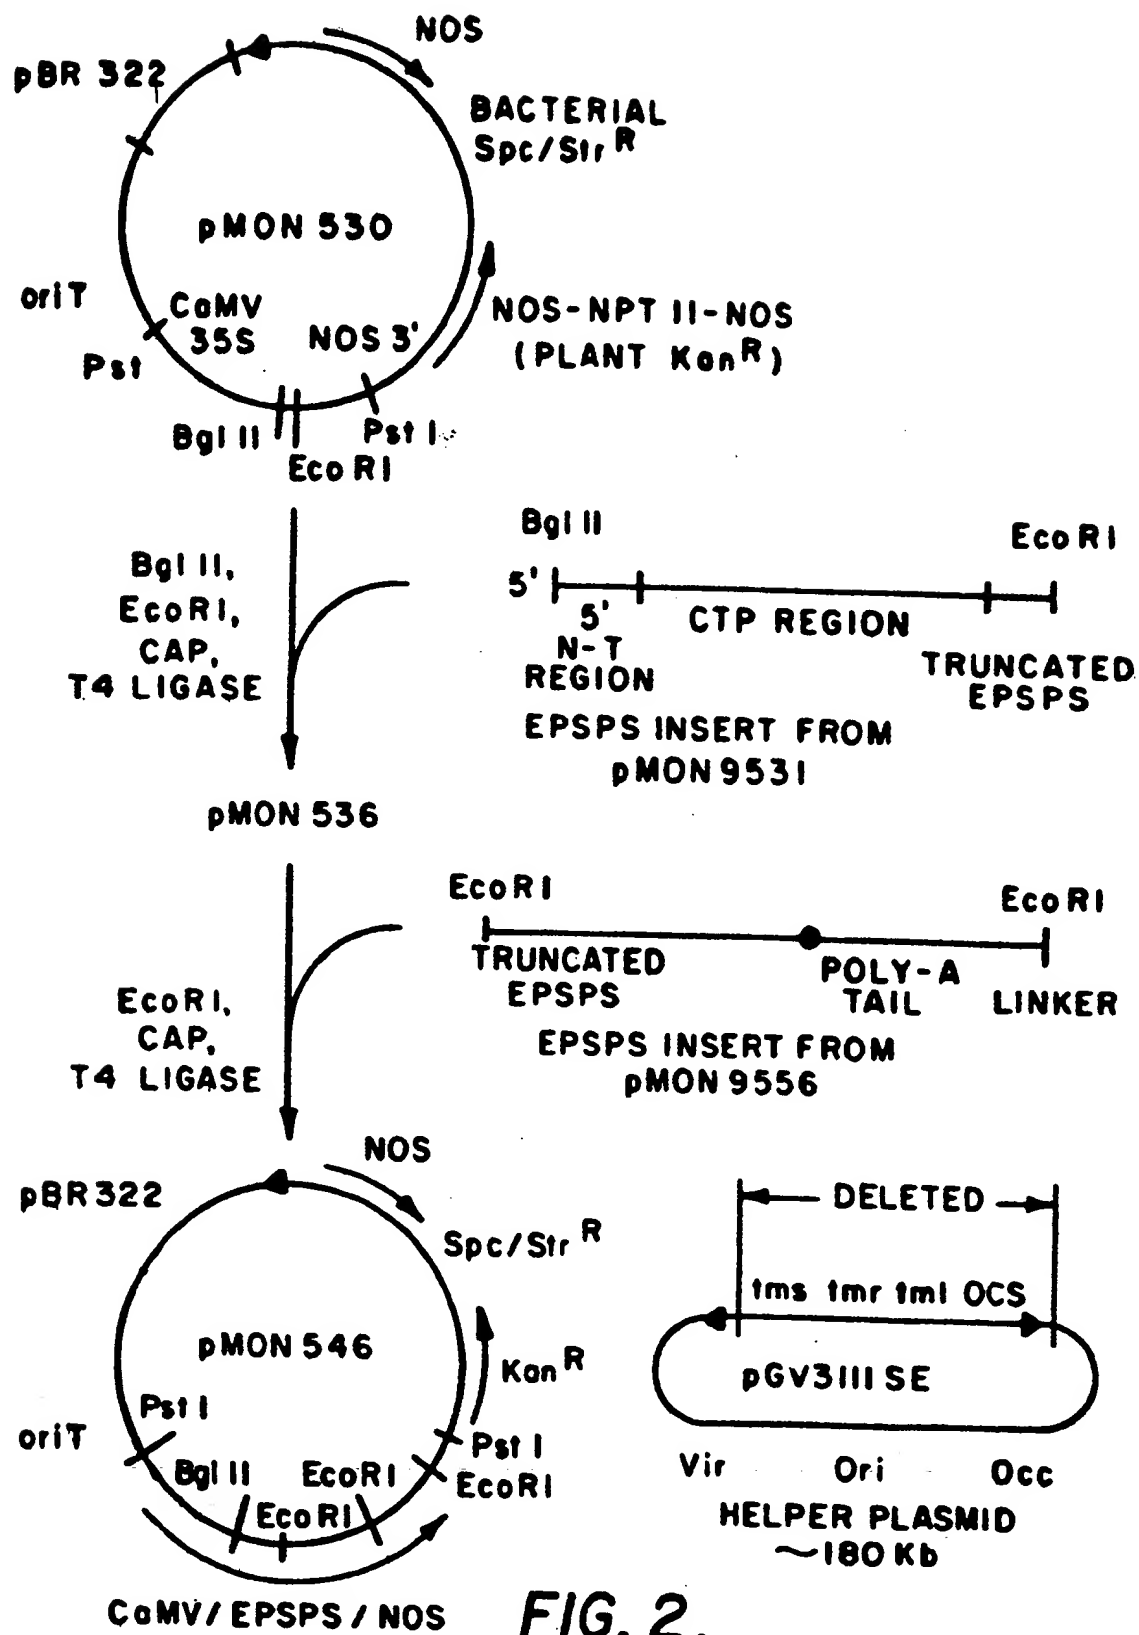 NOS
pBR 322
BACTERIAL
Spc/Str R
pMON 530
oriT
CaMV
35S
NOS 3'
NOS-NPT II-NOS
(PLANT Kan R)
Pst
Bgl II
Pst I
Eco RI
Bgl II,
EcoRI,
CAP,
T4 LIGASE
Bgl II
Eco RI
5'
5'
N-T
REGION
CTP REGION
TRUNCATED
EPSPS
EPSPS INSERT FROM
pMON 9531
pMON 536
EcoRI
EcoRI
TRUNCATED
EPSPS
POLY-A
TAIL
LINKER
EcoRI,
CAP,
T4 LIGASE
EPSPS INSERT FROM
pMON 9556
NOS
pBR 322
Spc/Str R
pMON 546
Kan R
Pst I
oriT
Bgl II
EcoRI
EcoRI
Pst I
EcoRI
CaMV/EPSPS/NOS
DELETED
tms tmr tml OCS
pGV3111 SE
Vir Ori Occ
HELPER PLASMID
~180 Kb
FIG. 2.